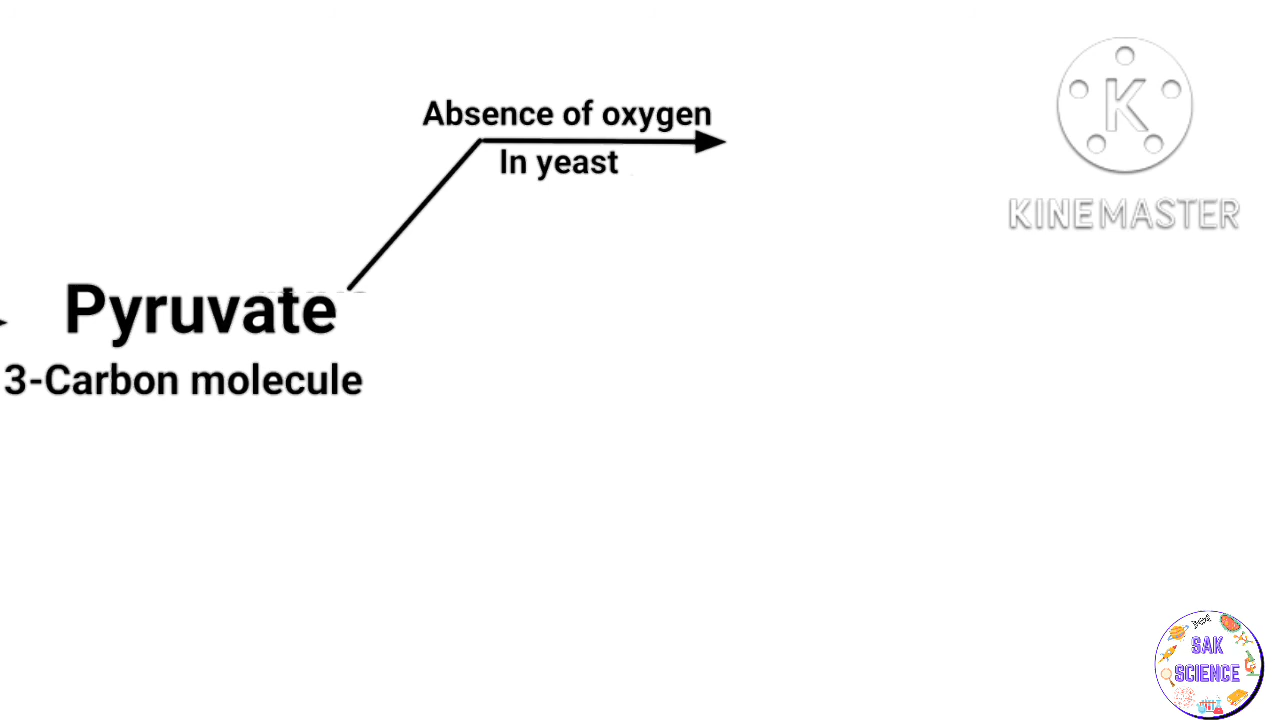 Absence of oxygen
In yeast
Pyruvate
3-Carbon molecule
K
KINEMASTER
SAK
SCIENCE